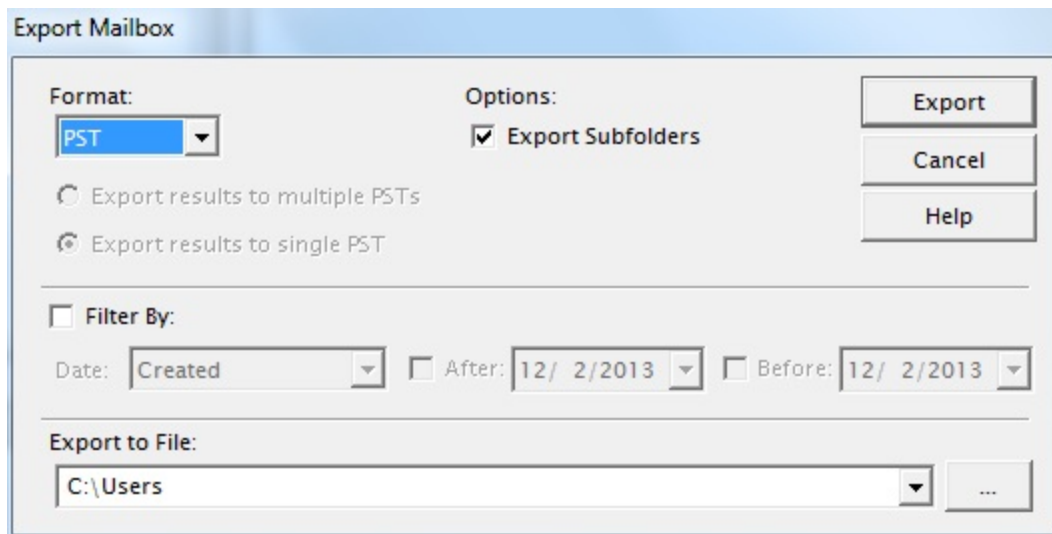 Export Mailbox
Format:
Options:
Export
PST
Export Subfolders
Cancel
Export results to multiple PSTs
Help
Export results to single PST
Filter By:
Date: Created After: 12/ 2/2013 Before: 12/ 2/2013
Export to File:
C:\Users ...